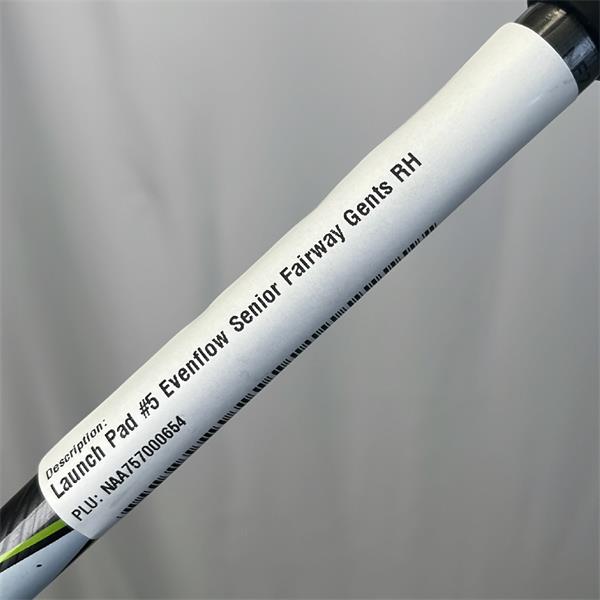 Description:
Launch Pad #5 Evenflow Senior Fairway Gents RH
PLU: NAA757000654